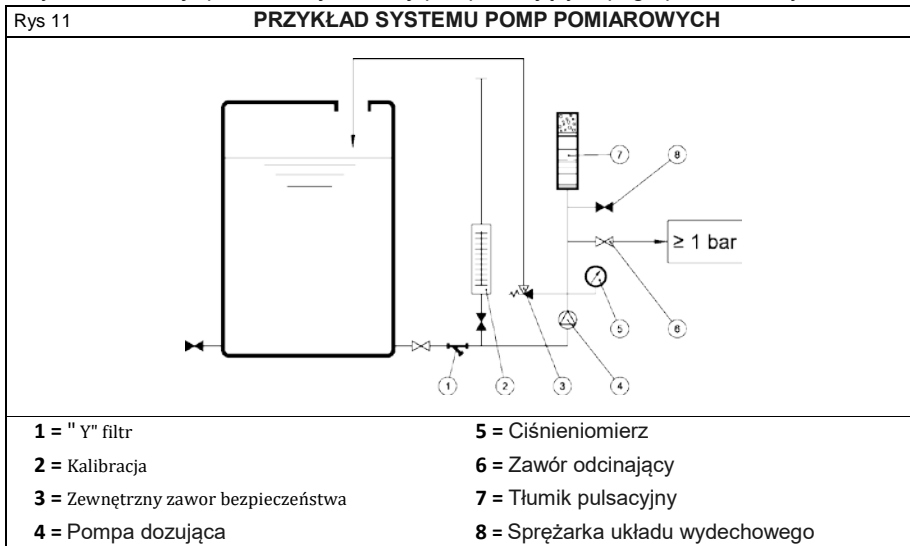 Rys 11
PRZYKŁAD SYSTEMU POMP POMIAROWYCH
7
8
≥ 1 bar
5
6
1
2
3
4
1 = " Y" filtr
2 = Kalibracja
3 = Zewnętrzny zawor bezpieczeństwa
4 = Pompa dozująca
5 = Ciśnieniomierz
6 = Zawór odcinający
7 = Tłumik pulsacyjny
8 = Sprężarka układu wydechowego